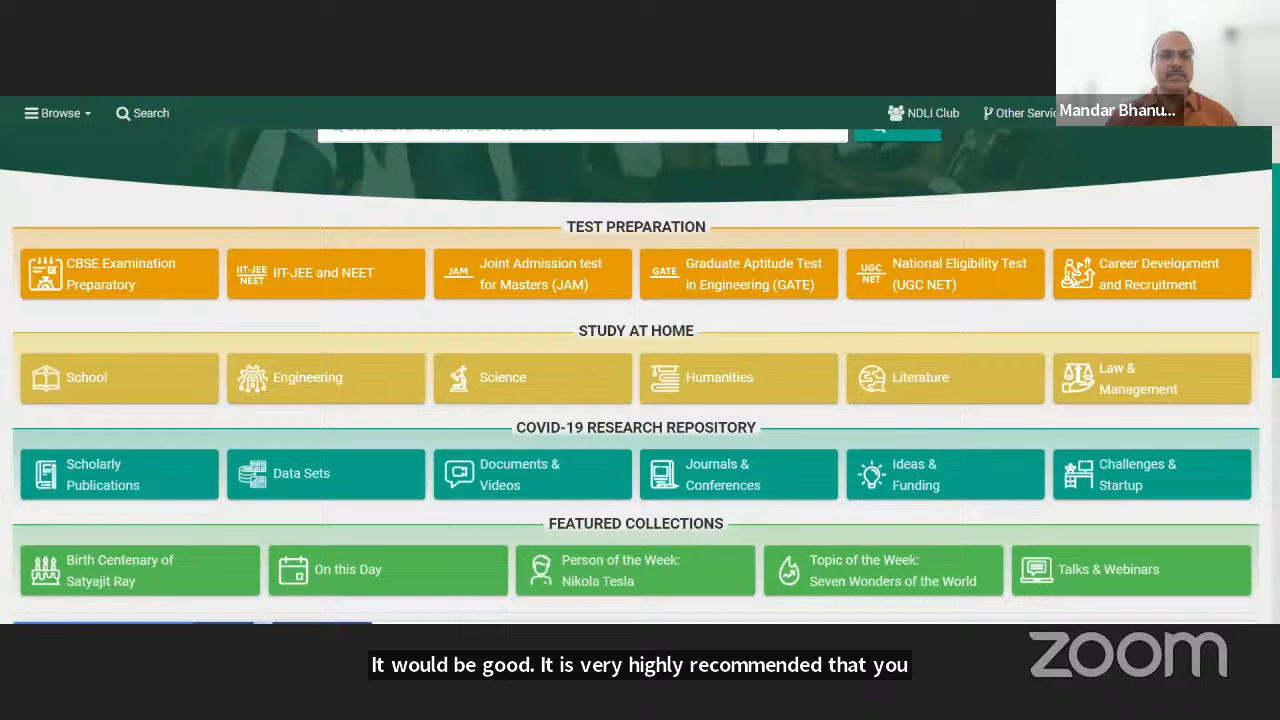 Browse
Search
NDLI Club
Other Servic
Mandar Bhanu...
TEST PREPARATION
CBSE Examination
Preparatory
IIT-JEE
NEET
IIT-JEE and NEET
JAM
Joint Admission test
for Masters (JAM)
GATE
Graduate Aptitude Test
in Engineering (GATE)
UGC
NET
National Eligibility Test
(UGC NET)
Career Development
and Recruitment
STUDY AT HOME
School
Engineering
Science
Humanities
Literature
Law &
Management
COVID-19 RESEARCH REPOSITORY
Scholarly
Publications
Data Sets
Documents &
Videos
Journals &
Conferences
Ideas &
Funding
Challenges &
Startup
FEATURED COLLECTIONS
Birth Centenary of
Satyajit Ray
On this Day
Person of the Week:
Nikola Tesla
Topic of the Week:
Seven Wonders of the World
Talks & Webinars
It would be good. It is very highly recommended that you
zoom